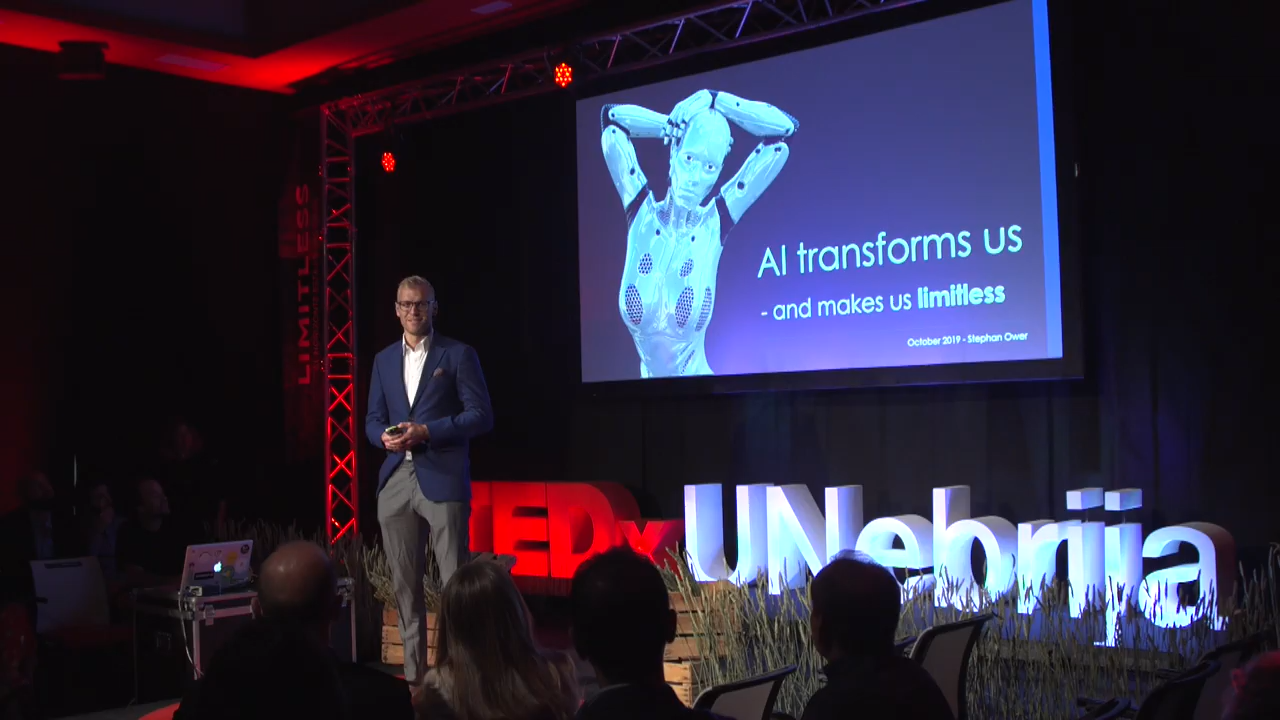 AI transforms us
- and makes us limitless
October 2019 - Stephan Ower
LIMITLESS
TEDx UNebrija